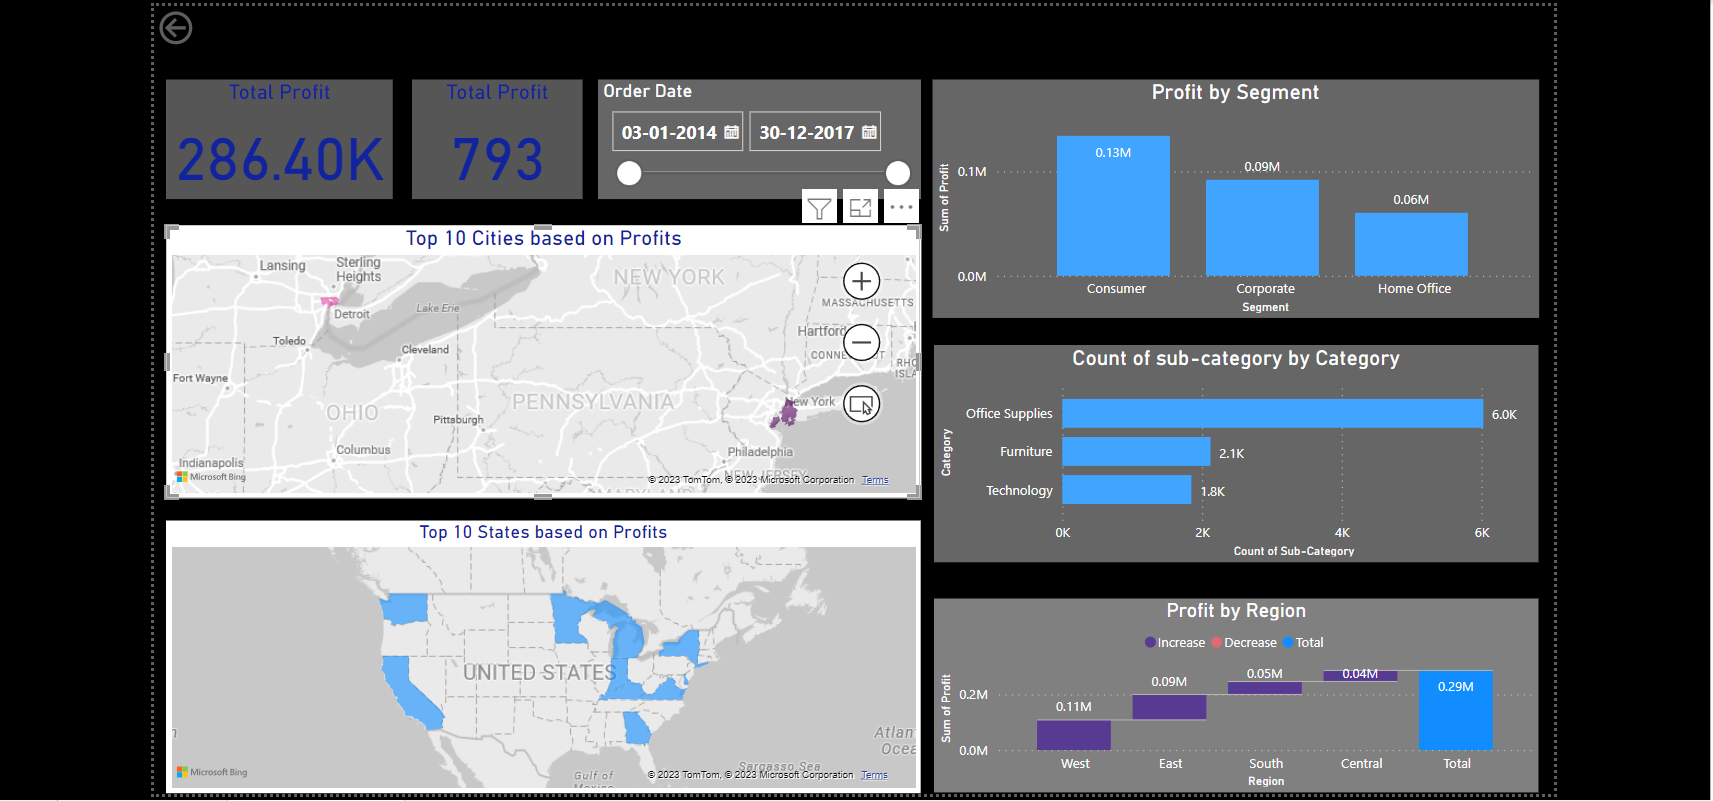 Total Profit
286.40K
Total Profit
793
Order Date
03-01-2014
30-12-2017
Profit by Segment
Sum of Profit
0.1M
0.0M
0.13M
0.09M
0.06M
Consumer
Corporate
Home Office
Segment
Top 10 Cities based on Profits
Lansing
Sterling
Heights
NEW YORK
MASSACHUSETTS
Detroit
Lake Erie
Hartford
Toledo
Cleveland
Fort Wayne
OHIO
PENNSYLVANIA
New York
Pittsburgh
Columbus
Philadelphia
Indianapolis
NEW JERSEY
MARYLAND
Microsoft Bing
© 2023 TomTom, © 2023 Microsoft Corporation Terms
Count of sub-category by Category
Category
Office Supplies
6.0K
Furniture
2.1K
Technology
1.8K
0K
2K
4K
6K
Count of Sub-Category
Top 10 States based on Profits
UNITED STATES
Atlan
Ocea
Gulf of
Mexico
Sargasso Sea
Microsoft Bing
© 2023 TomTom, © 2023 Microsoft Corporation Terms
Profit by Region
Increase Decrease Total
Sum of Profit
0.2M
0.0M
0.11M
0.09M
0.05M
0.04M
0.29M
West
East
South
Central
Total
Region